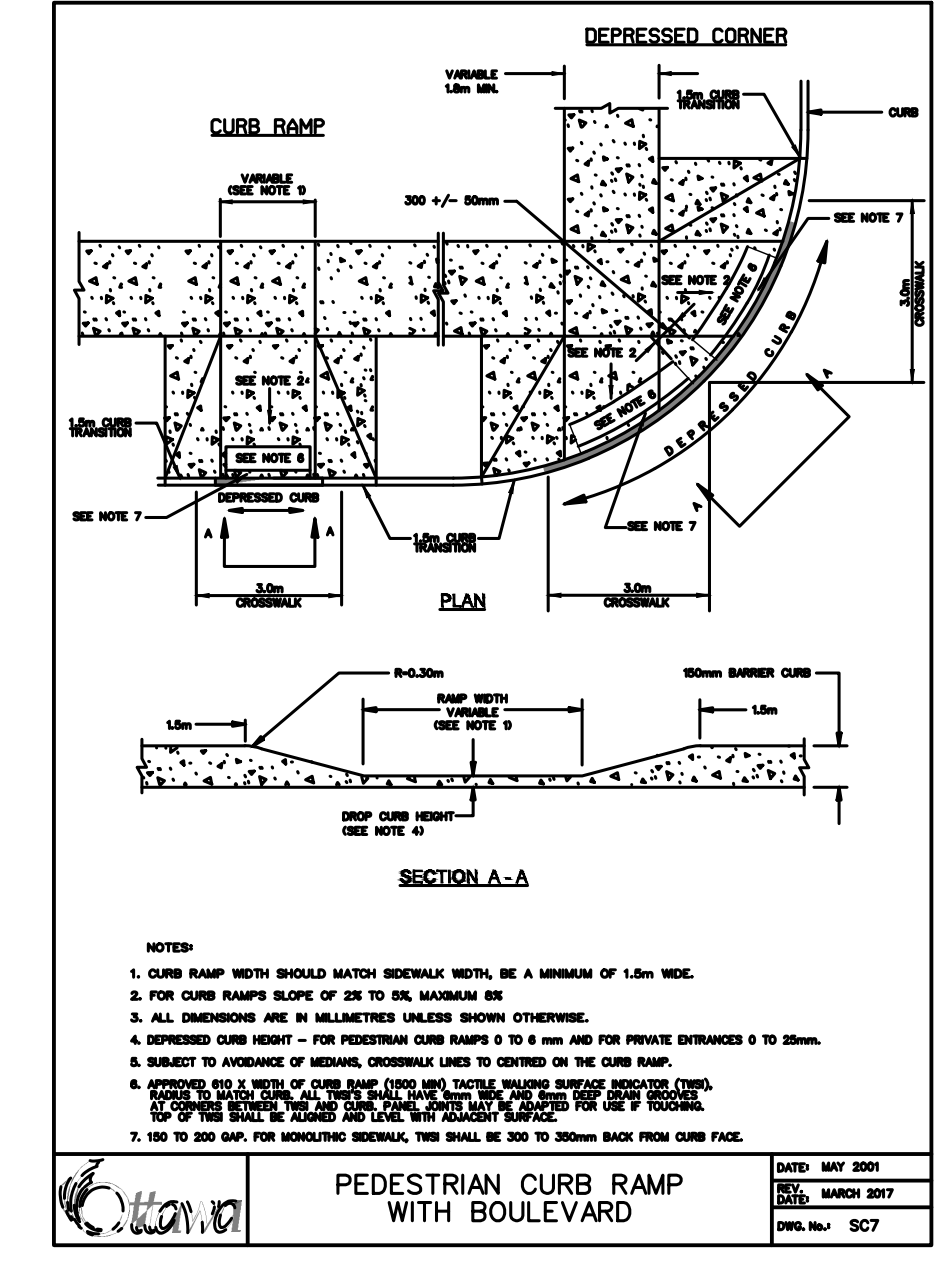 DEPRESSED CORNER
VARIABLE
1.8m MIN.
1.5m CURB
TRANSITION
CURB
CURB RAMP
VARIABLE
(SEE NOTE 1)
300 +/- 50mm
SEE NOTE 7
SEE NOTE 2
SEE NOTE 6
3.0m
CROSSWALK
SEE NOTE 2
SEE NOTE 6
DEPRESSED CURB
A
A
SEE NOTE 2
1.5m CURB
TRANSITION
SEE NOTE 6
DEPRESSED CURB
SEE NOTE 7
SEE NOTE 7
A
A
1.5m CURB
TRANSITION
3.0m
CROSSWALK
3.0m
CROSSWALK
PLAN
R=0.30m
150mm BARRIER CURB
RAMP WIDTH
VARIABLE
(SEE NOTE 1)
1.5m
1.5m
DROP CURB HEIGHT
(SEE NOTE 4)
SECTION A-A
NOTES:
1. CURB RAMP WIDTH SHOULD MATCH SIDEWALK WIDTH, BE A MINIMUM OF 1.5m WIDE.
2. FOR CURB RAMPS SLOPE OF 2% TO 5%, MAXIMUM 8%
3. ALL DIMENSIONS ARE IN MILLIMETRES UNLESS SHOWN OTHERWISE.
4. DEPRESSED CURB HEIGHT - FOR PEDESTRIAN CURB RAMPS 0 TO 6 mm AND FOR PRIVATE ENTRANCES 0 TO 25mm.
5. SUBJECT TO AVOIDANCE OF MEDIANS, CROSSWALK LINES TO CENTRED ON THE CURB RAMP.
6. APPROVED 610 X WIDTH OF CURB RAMP (1500 MIN) TACTILE WALKING SURFACE INDICATOR (TWSI),
RADIUS TO MATCH CURB. ALL TWSI'S SHALL HAVE 6mm WIDE AND 6mm DEEP DRAIN GROOVES
AT CORNERS BETWEEN TWSI AND CURB. PANEL JOINTS MAY BE ADAPTED FOR USE IF TOUCHING.
TOP OF TWSI SHALL BE ALIGNED AND LEVEL WITH ADJACENT SURFACE.
7. 150 TO 200 GAP. FOR MONOLITHIC SIDEWALK, TWSI SHALL BE 300 TO 350mm BACK FROM CURB FACE.
Ottawa
PEDESTRIAN CURB RAMP
WITH BOULEVARD
DATE: MAY 2001
REV.
DATE: MARCH 2017
DWG. No.: SC7